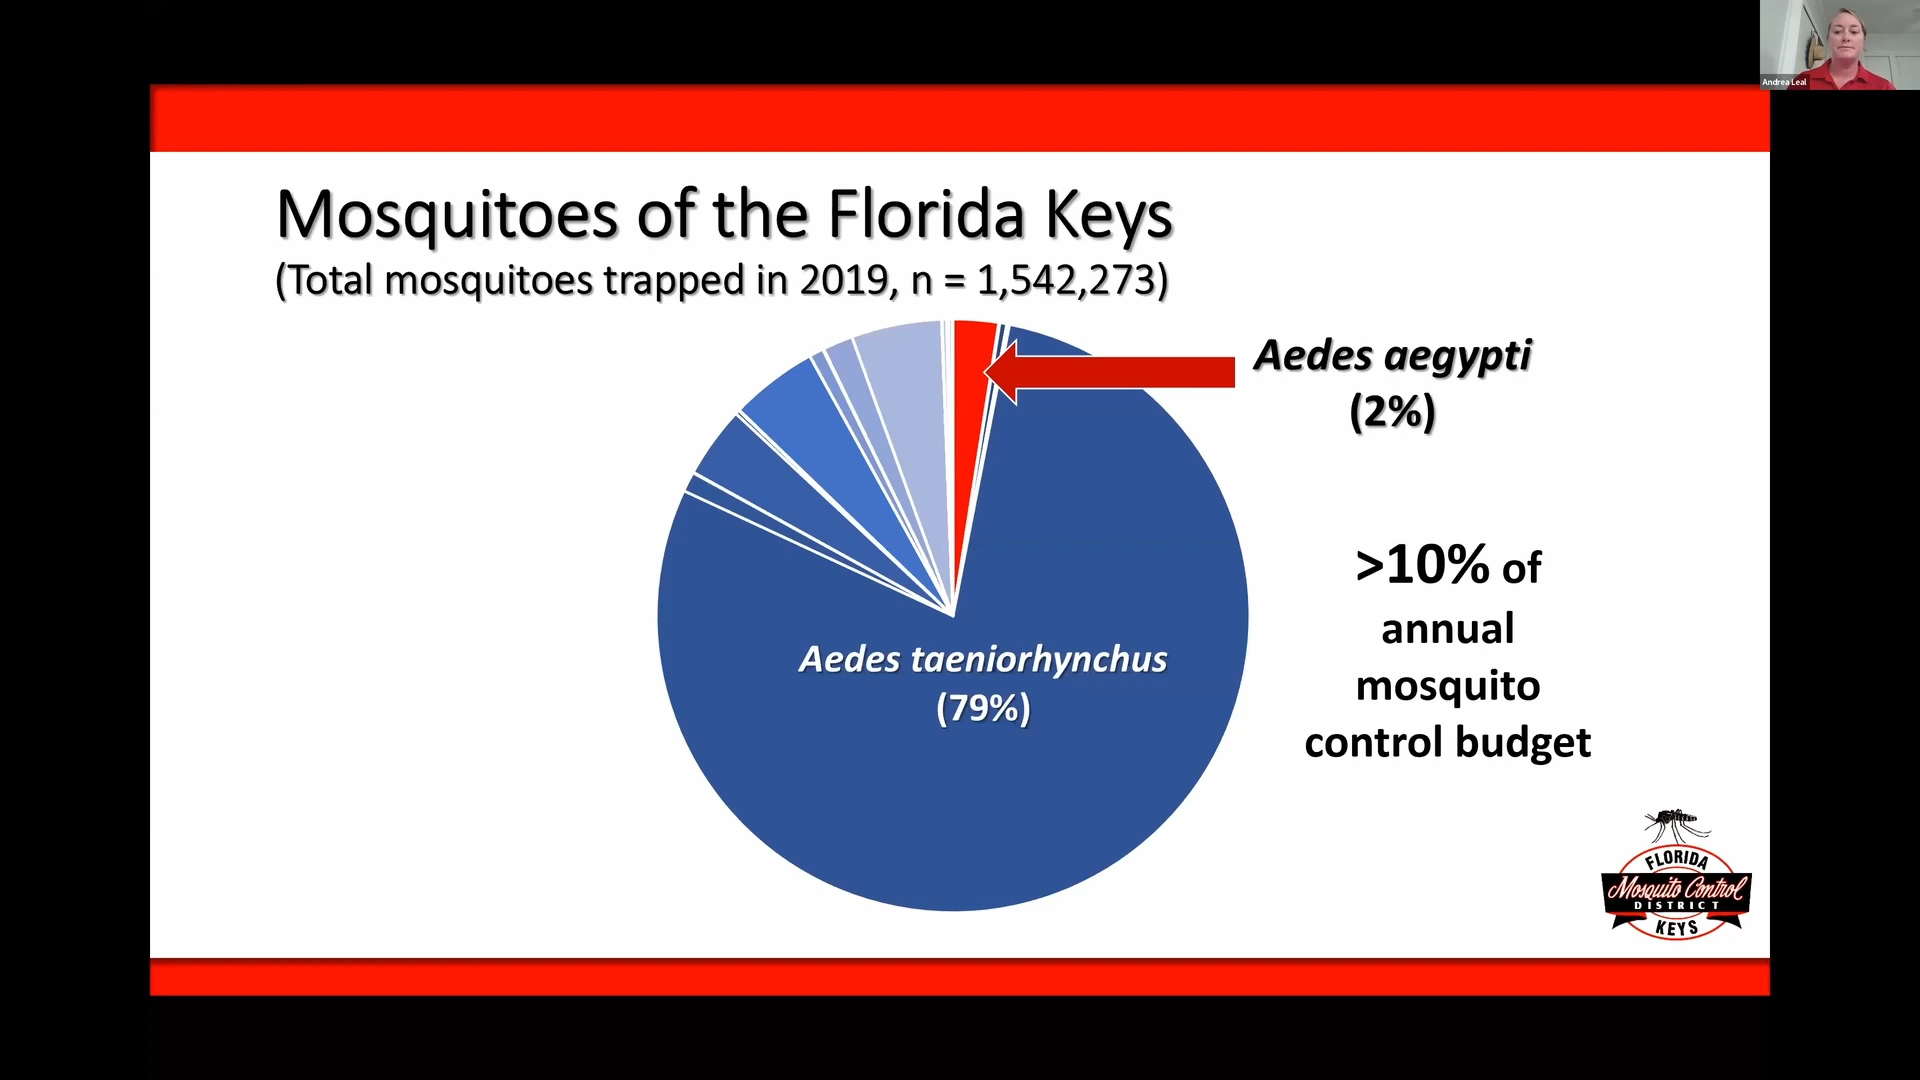 Andrea Leal
Mosquitoes of the Florida Keys
(Total mosquitoes trapped in 2019, n = 1,542,273)
Aedes aegypti
(2%)
Aedes taeniorhynchus
(79%)
>10% of
annual
mosquito
control budget
FLORIDA
Mosquito Control
DISTRICT
KEYS